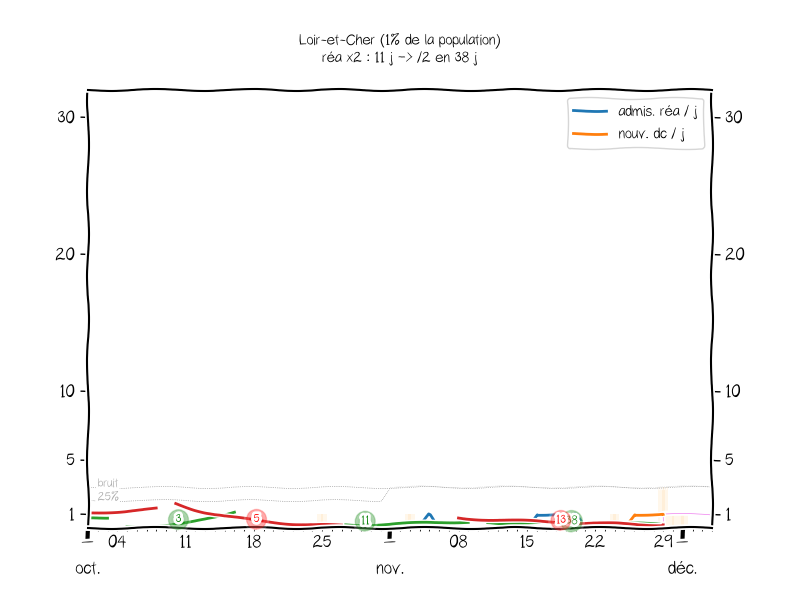 Loir-et-Cher (1% de la population)
réa x2 : 11 j -> /2 en 38 j
admis. réa / j
nouv. dc / j
30
30
20
20
10
10
5
5
bruit
25%
1
1
3
5
11
13
04
11
18
25
08
15
22
29
oct.
nov.
déc.